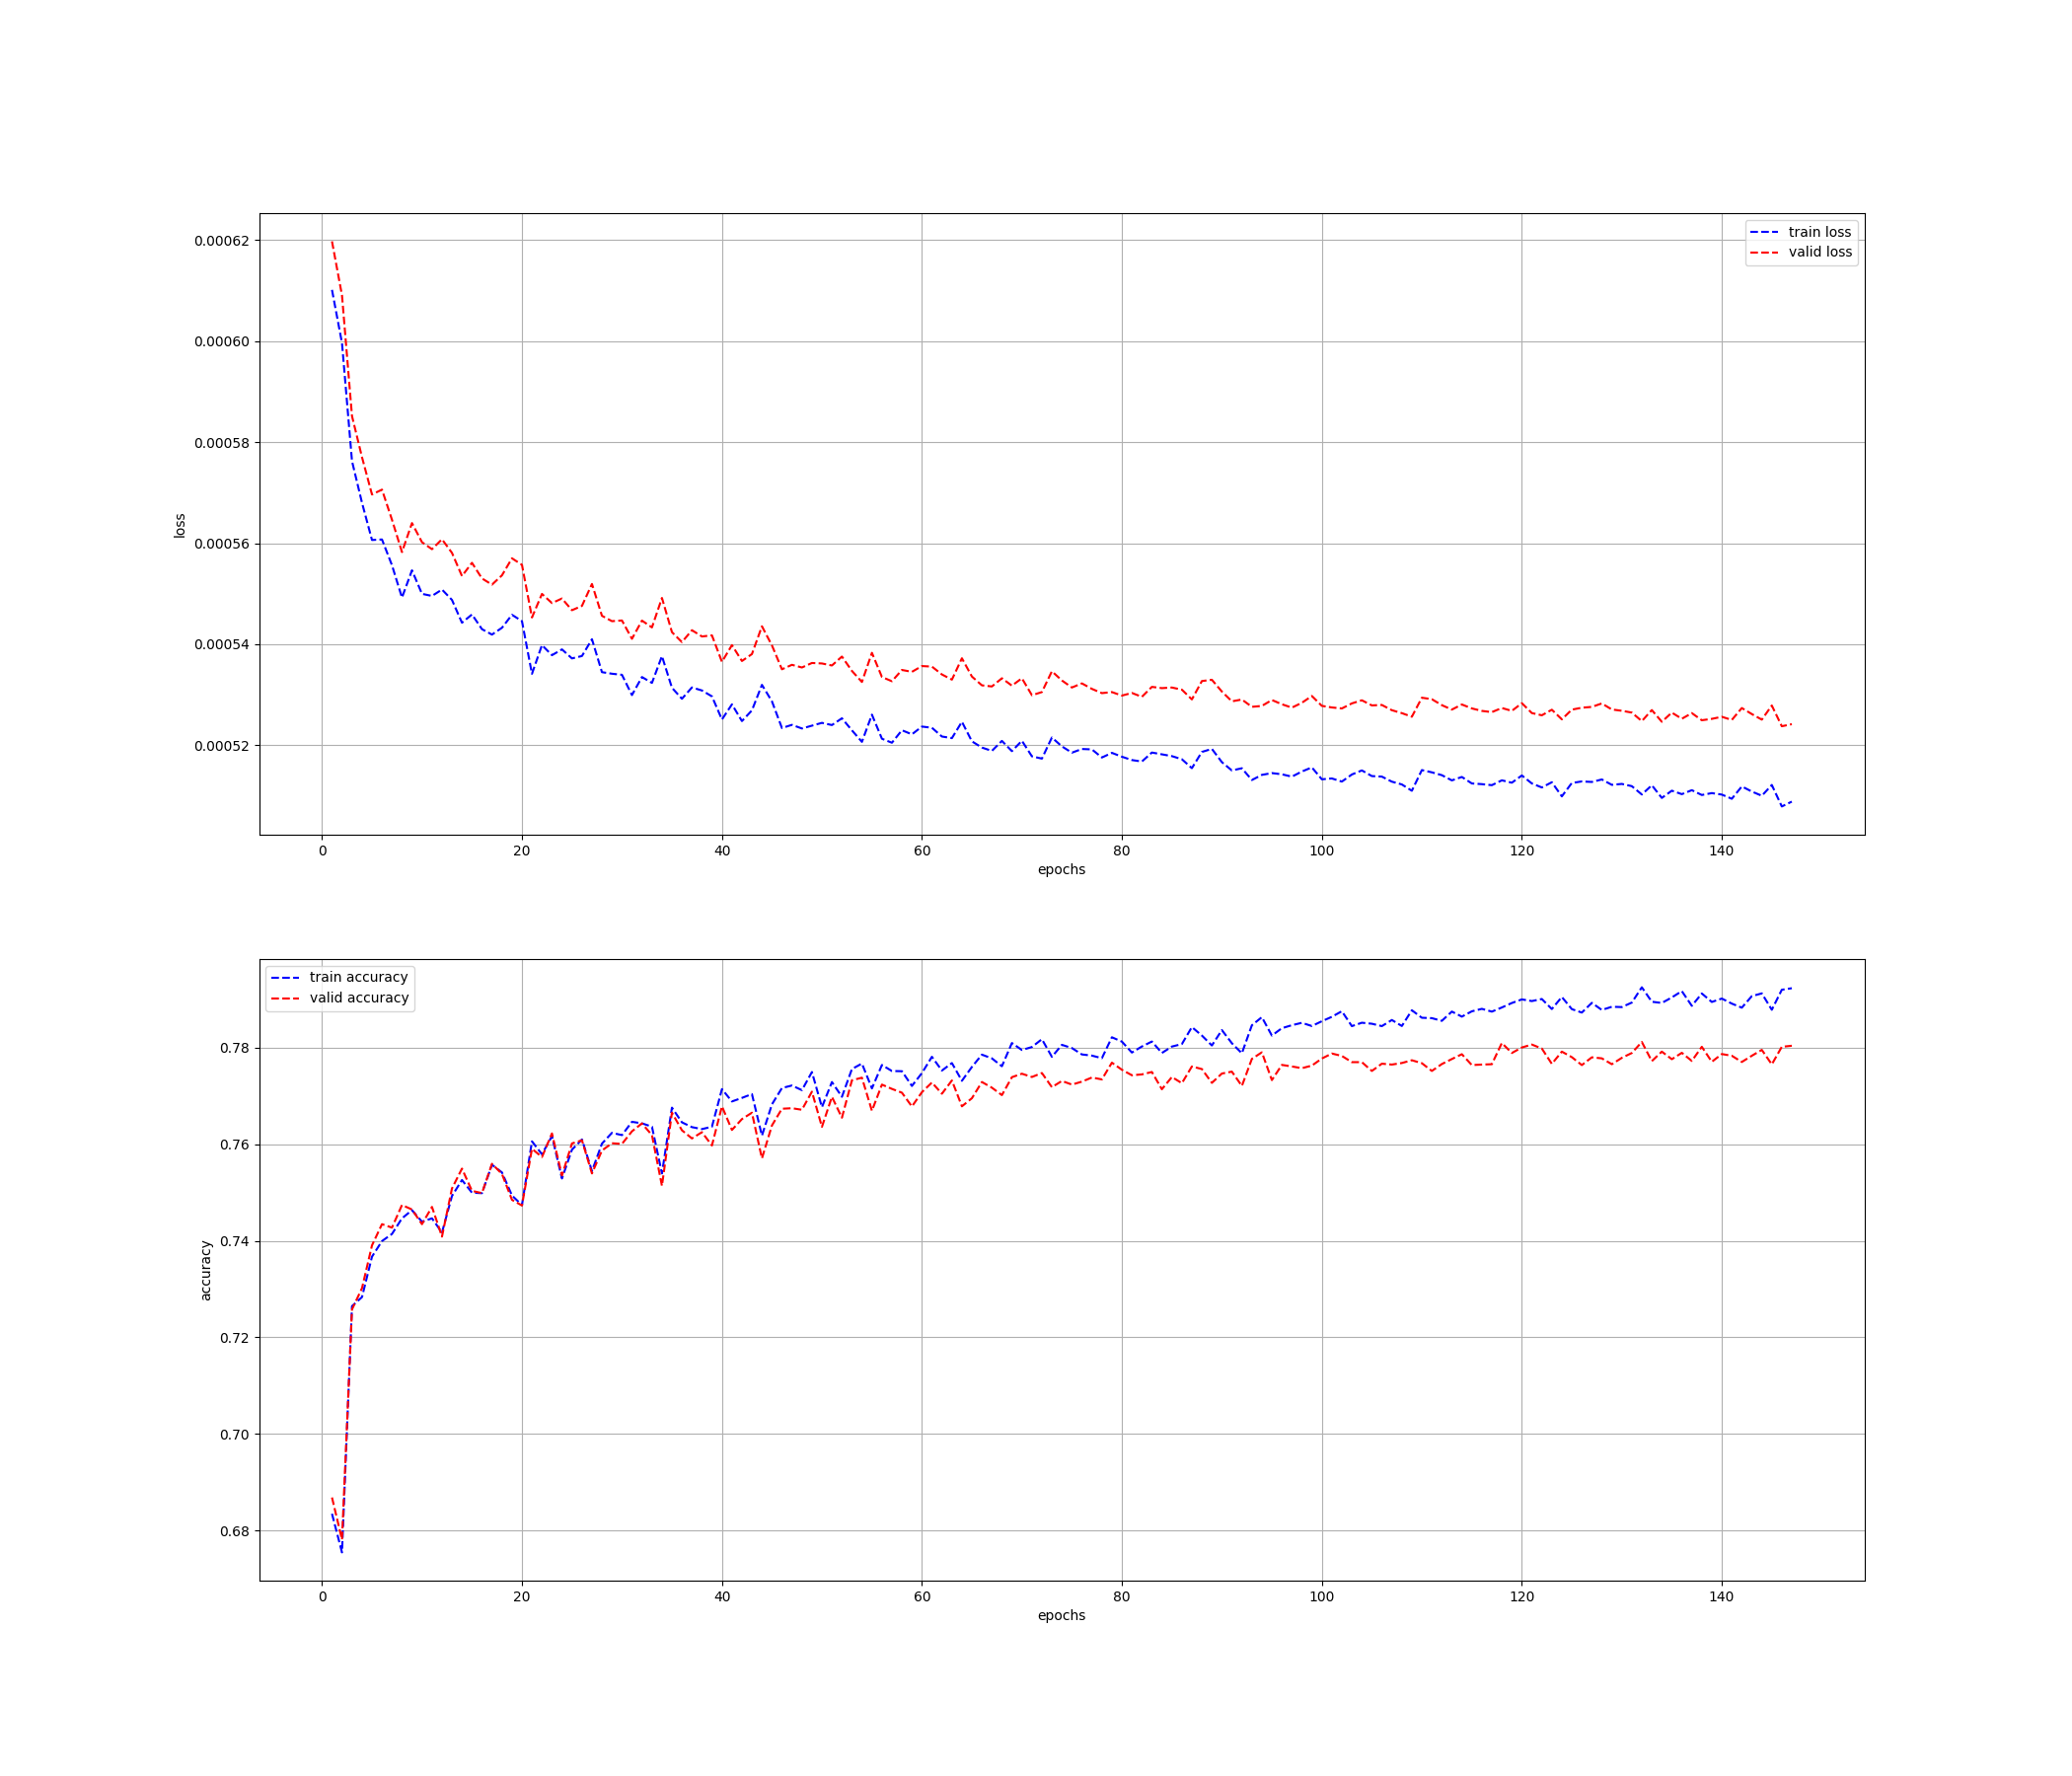 0.00062
0.00060
0.00058
0.00056
0.00054
0.00052
loss
train loss
valid loss
0 20 40 60 80 100 120 140
epochs
train accuracy
valid accuracy
0.78
0.76
0.74
0.72
0.70
0.68
accuracy
0 20 40 60 80 100 120 140
epochs